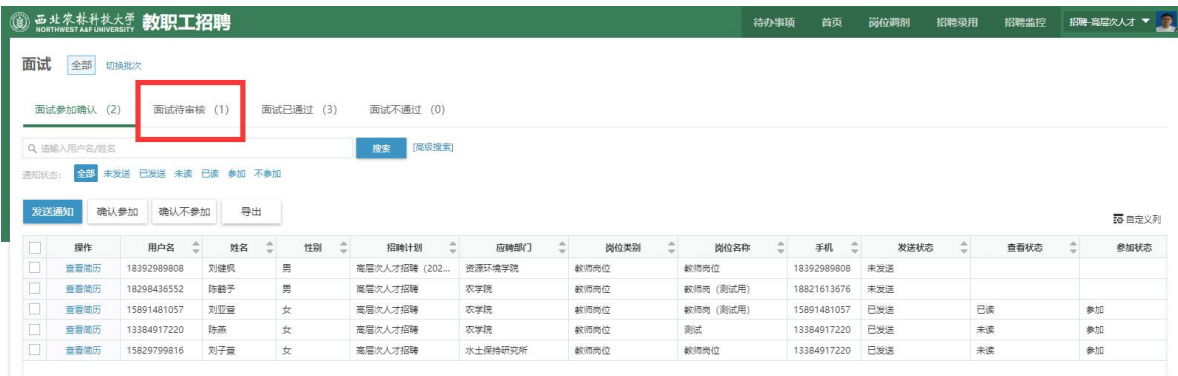 西北农林科技大学 NORTHWEST A&F UNIVERSITY 教职工招聘 待办事项 首页 岗位调剂 招聘录用 招聘监控 招聘-高层次人才
面试 全部 切换批次
面试参加确认 (2) 面试待审核 (1) 面试已通过 (3) 面试不通过 (0)
请输入用户名/姓名 搜索 [高级搜索]
通知状态: 全部 未发送 已发送 未读 已读 参加 不参加
发送通知 确认参加 确认不参加 导出 自定义列
操作 用户名 姓名 性别 招聘计划 应聘部门 岗位类别 岗位名称 手机 发送状态 查看状态 参加状态
查看简历 18392989808 刘健枫 男 高层次人才招聘 (202... 资源环境学院 教师岗位 教师岗位 18392989808 未发送
查看简历 18298436552 陈鹤予 男 高层次人才招聘 农学院 教师岗位 教师岗 (测试用) 18821613676 未发送
查看简历 15891481057 刘亚萱 女 高层次人才招聘 农学院 教师岗位 教师岗 (测试用) 15891481057 已发送 已读 参加
查看简历 13384917220 陈燕 女 高层次人才招聘 农学院 教师岗位 测试 13384917220 已发送 未读 参加
查看简历 15829799816 刘子萱 女 高层次人才招聘 水土保持研究所 教师岗位 教师岗位 13384917220 已发送 未读 参加